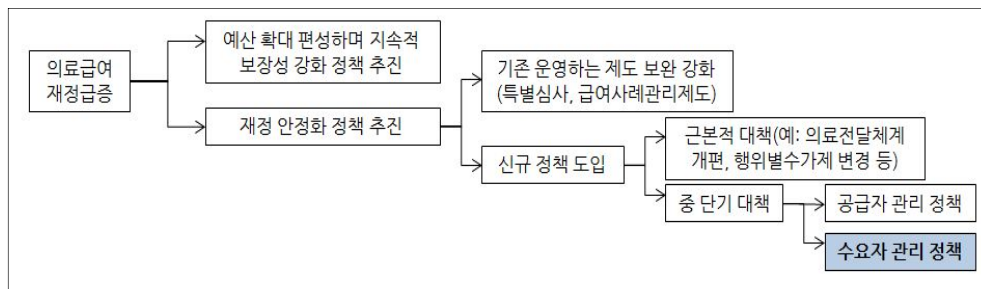 의료급여
재정급증
예산 확대 편성하며 지속적
보장성 강화 정책 추진
재정 안정화 정책 추진
기존 운영하는 제도 보완 강화
(특별심사, 급여사례관리제도)
신규 정책 도입
근본적 대책(예: 의료전달체계
개편, 행위별수가제 변경 등)
중 단기 대책
공급자 관리 정책
수요자 관리 정책